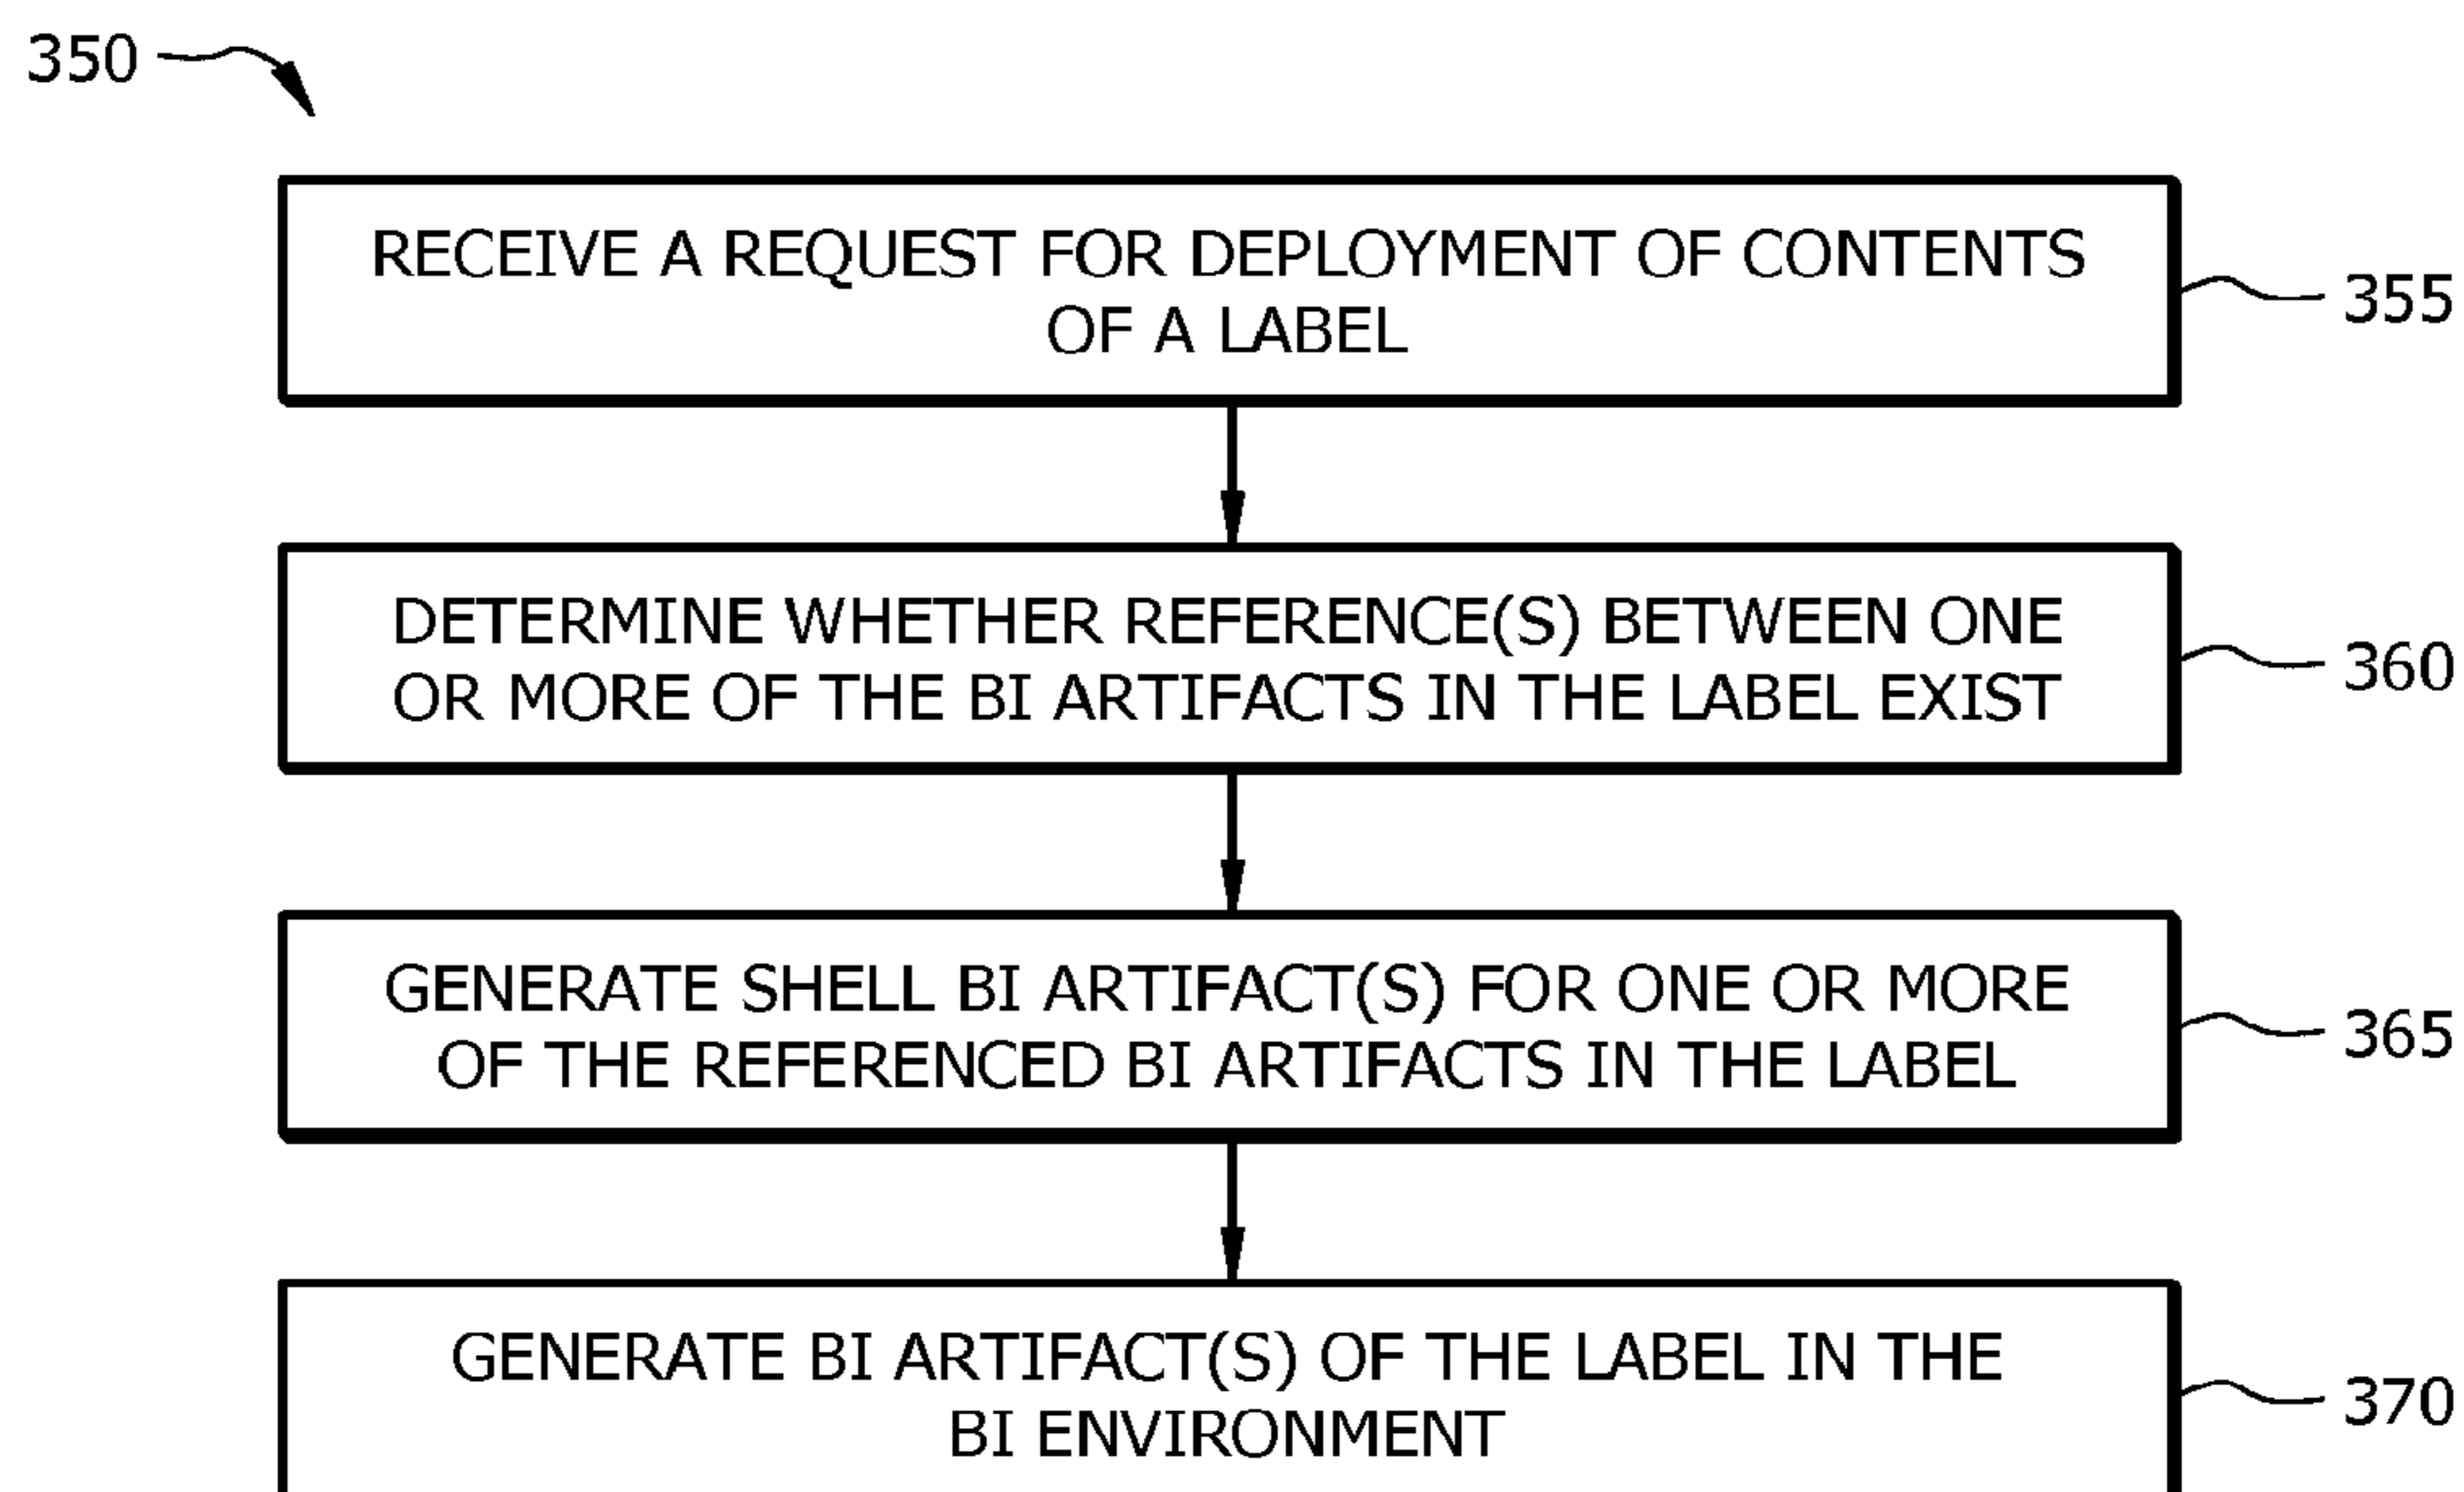 350
RECEIVE A REQUEST FOR DEPLOYMENT OF CONTENTS
OF A LABEL
355
DETERMINE WHETHER REFERENCE(S) BETWEEN ONE
OR MORE OF THE BI ARTIFACTS IN THE LABEL EXIST
360
GENERATE SHELL BI ARTIFACT(S) FOR ONE OR MORE
OF THE REFERENCED BI ARTIFACTS IN THE LABEL
365
GENERATE BI ARTIFACT(S) OF THE LABEL IN THE
BI ENVIRONMENT
370